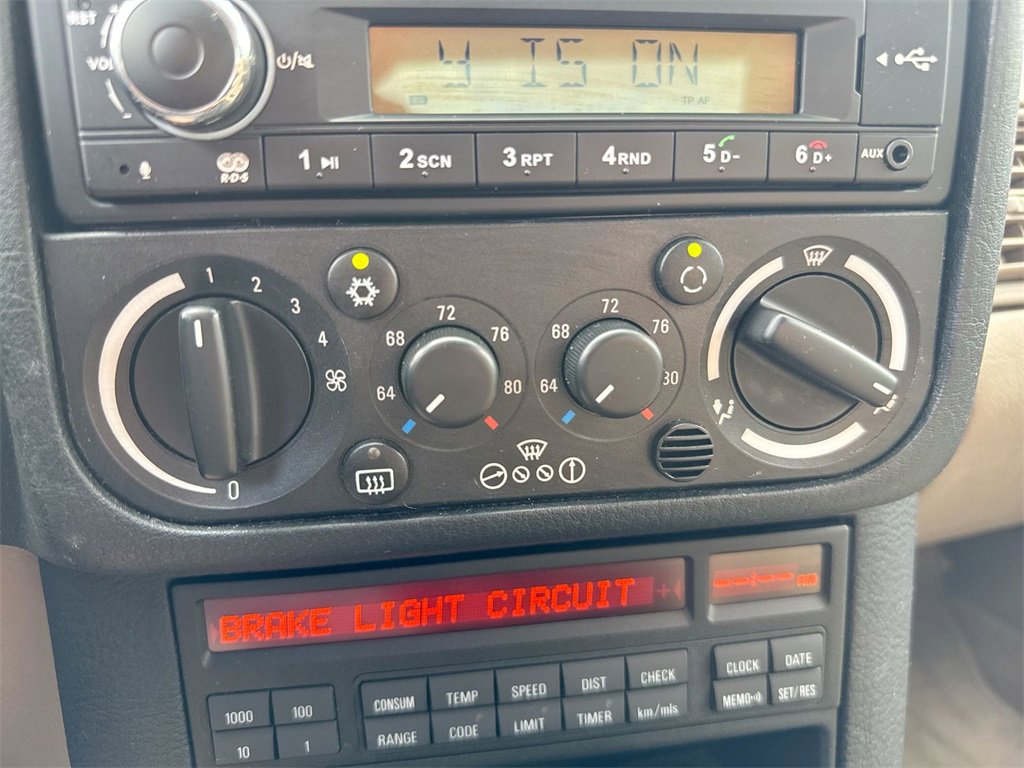 RST
VOL
Y IS ON
EQ
TP AF
R·D·S
1 2 SCN 3 RPT 4 RND 5 D- 6 D+
AUX
0 1 2 3 4
64 68 72 76 80
64 68 72 76 80
BRAKE LIGHT CIRCUIT +
1000 100
10 1
CONSUM TEMP SPEED DIST CHECK
RANGE CODE LIMIT TIMER km/mls
CLOCK DATE
MEMO SET/RES